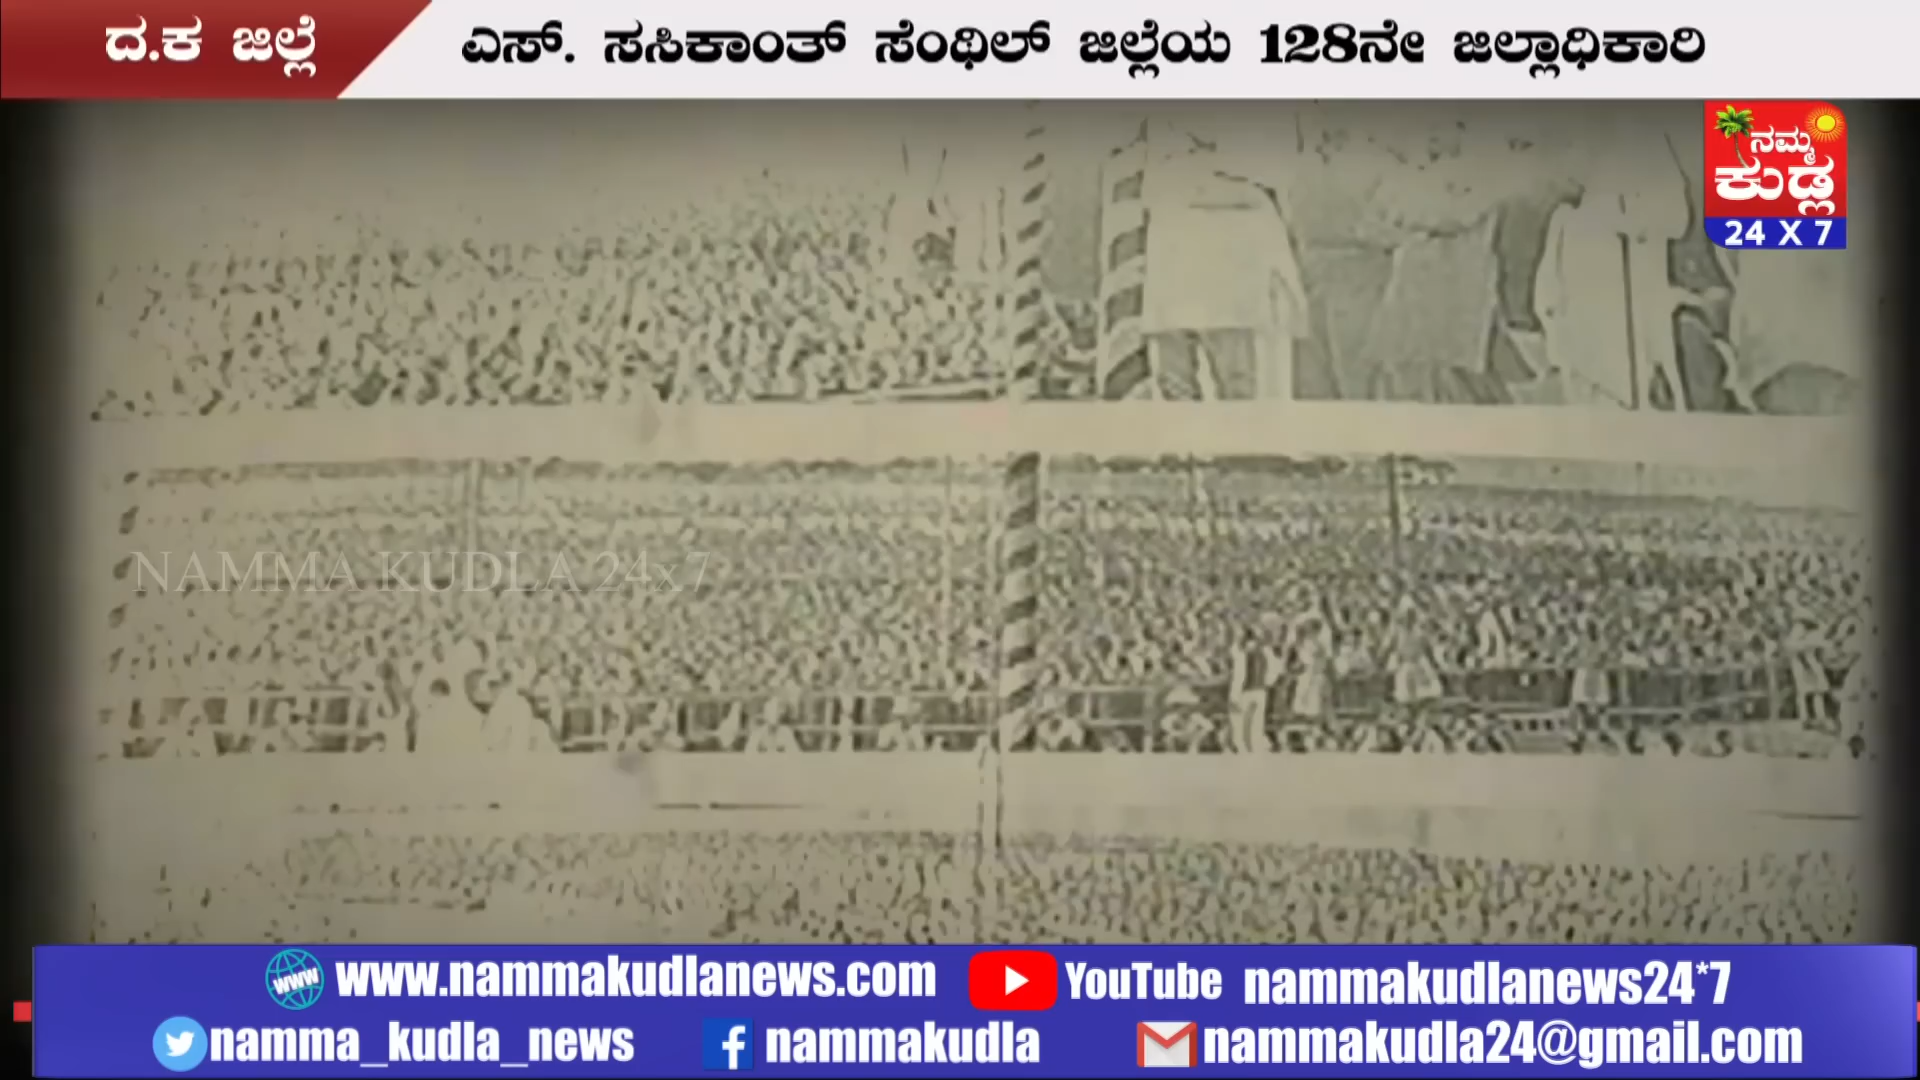 ದ.ಕ ಜಿಲ್ಲೆ
ಎಸ್. ಸಸಿಕಾಂತ್ ಸೆಂಥಿಲ್ ಜಿಲ್ಲೆಯ 128ನೇ ಜಿಲ್ಲಾಧಿಕಾರಿ
ನಮ್ಮ
ಕುಡ್ಲ
24 X 7
NAMMA KUDLA 24x7
www www.nammakudlanews.com YouTube nammakudlanews24*7
namma_kudla_news nammakudla nammakudla24@gmail.com